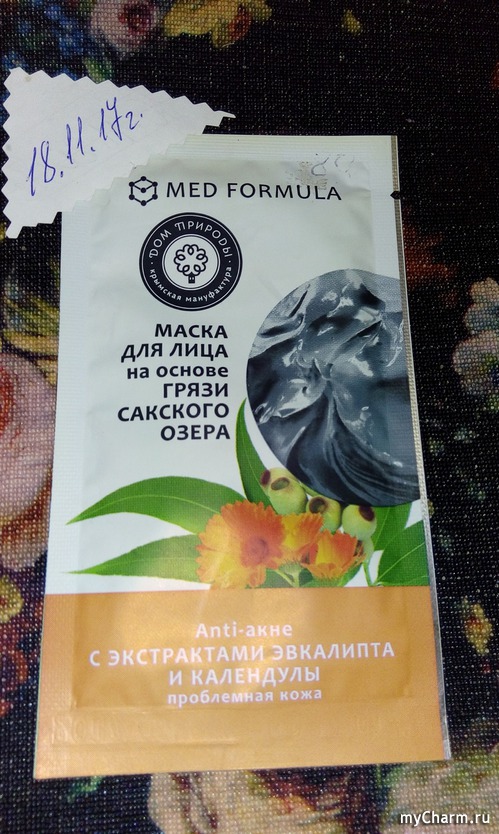 18.11.17г.
MED FORMULA
ДОМ ПРИРОДЫ
крымская мануфактура
МАСКА
ДЛЯ ЛИЦА
на основе
ГРЯЗИ
САКСКОГО
ОЗЕРА
Anti-акне
С ЭКСТРАКТАМИ ЭВКАЛИПТА
И КАЛЕНДУЛЫ
проблемная кожа
myCharm.ru